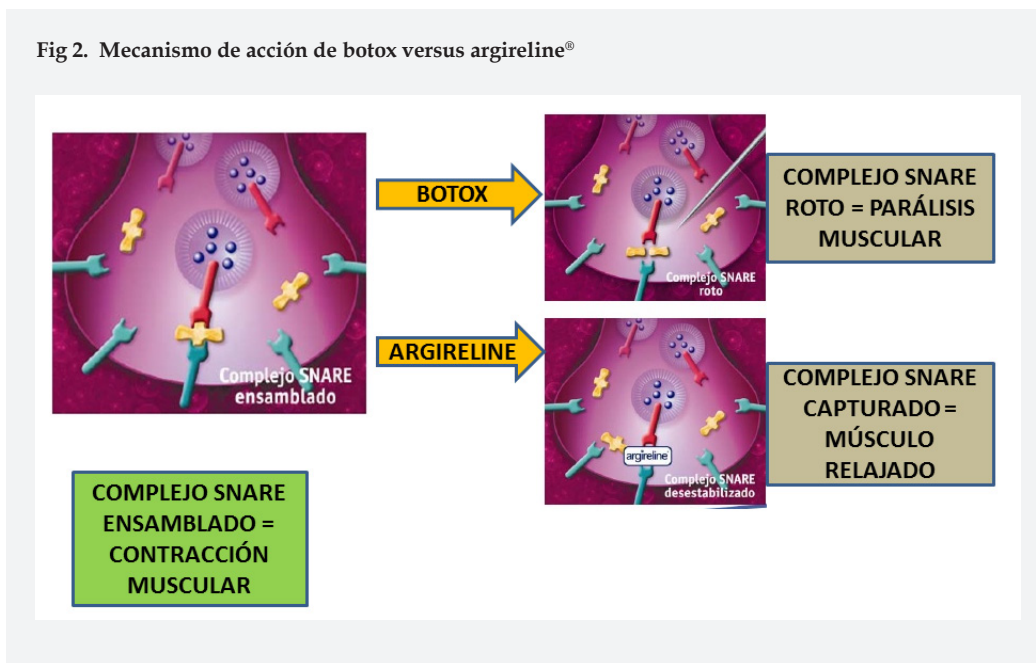 Fig 2. Mecanismo de acción de botox versus argireline®
Complejo SNARE
ensamblado
BOTOX
Complejo SNARE
roto
COMPLEJO SNARE
ROTO = PARÁLISIS
MUSCULAR
ARGIRELINE
argireline
Complejo SNARE
desestabilizado
COMPLEJO SNARE
CAPTURADO =
MÚSCULO
RELAJADO
COMPLEJO SNARE
ENSAMBLADO =
CONTRACCIÓN
MUSCULAR